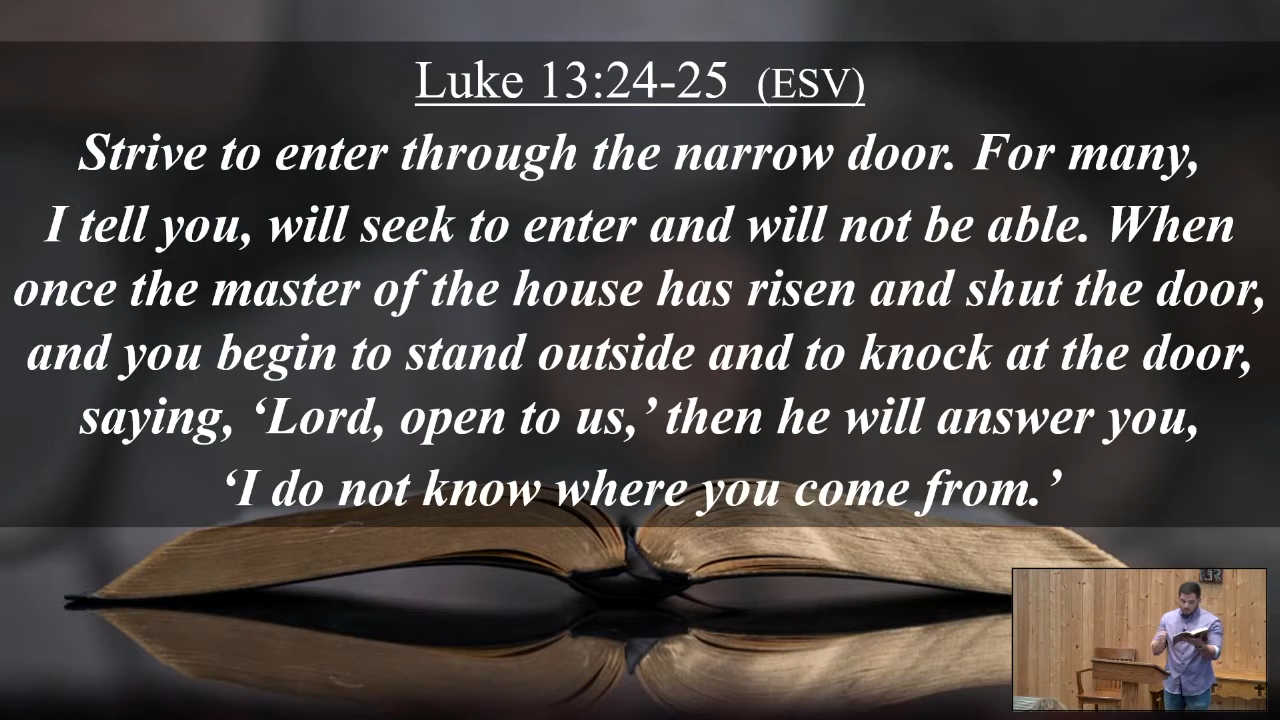 Luke 13:24-25 (ESV)
Strive to enter through the narrow door. For many,
I tell you, will seek to enter and will not be able. When
once the master of the house has risen and shut the door,
and you begin to stand outside and to knock at the door,
saying, ‘Lord, open to us,’ then he will answer you,
‘I do not know where you come from.’